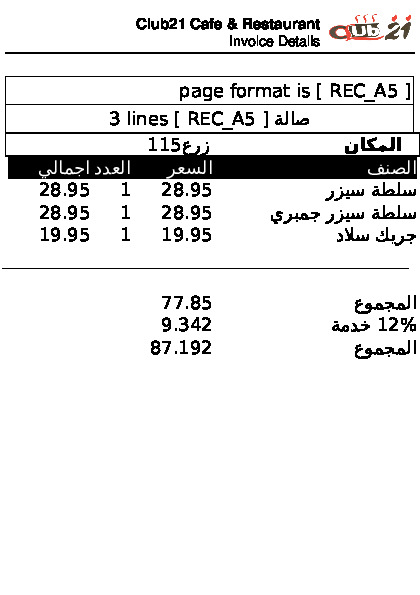 Club21 Cafe & Restaurant
Club 21
Invoice Details
page format is [ REC_A5 ]
صالة [ REC_A5 ] 3 lines
المكان زرع115
الصنف السعر العدد اجمالي
سلطة سيزر 28.95 1 28.95
سلطة سيزر جمبري 28.95 1 28.95
جريك سلاد 19.95 1 19.95
المجموع 77.85
12% خدمة 9.342
المجموع 87.192